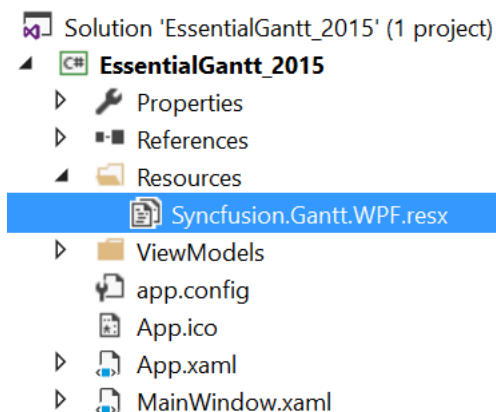 Solution 'EssentialGantt_2015' (1 project)
C# EssentialGantt_2015
Properties
References
Resources
Syncfusion.Gantt.WPF.resx
ViewModels
app.config
App.ico
App.xaml
MainWindow.xaml